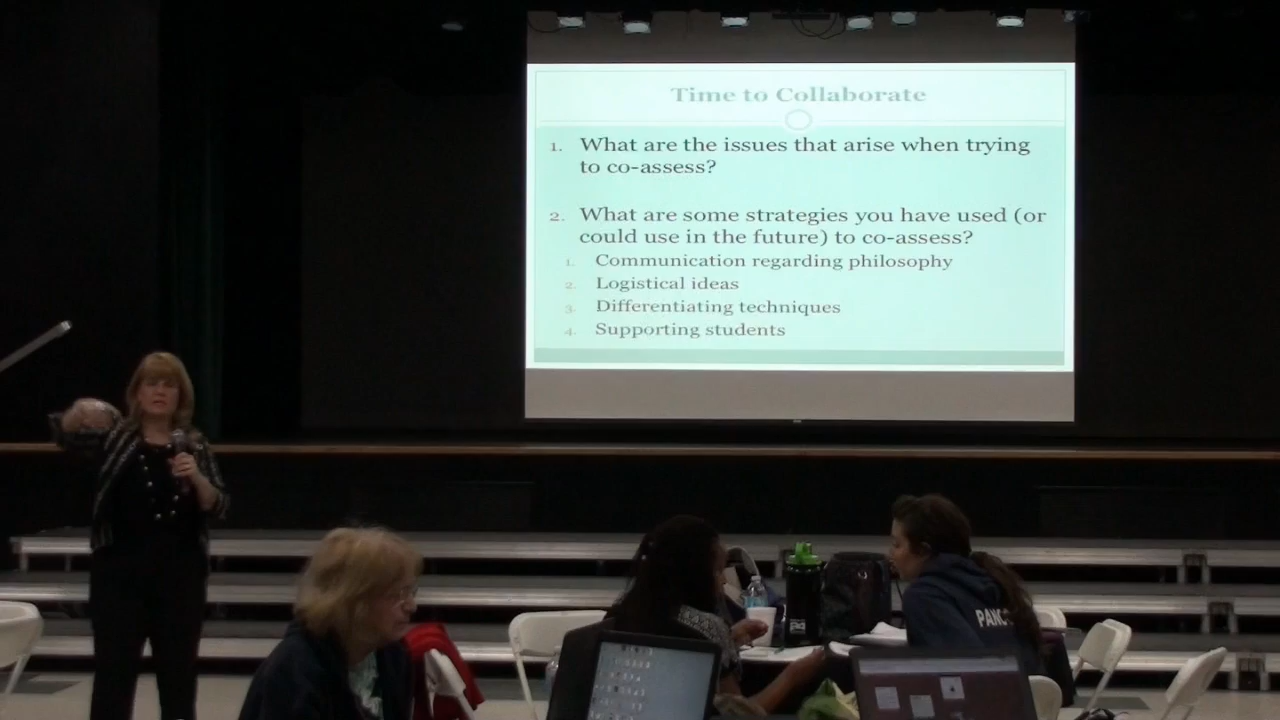 Time to Collaborate
1. What are the issues that arise when trying
to co-assess?
2. What are some strategies you have used (or
could use in the future) to co-assess?
1. Communication regarding philosophy
2. Logistical ideas
3. Differentiating techniques
4. Supporting students